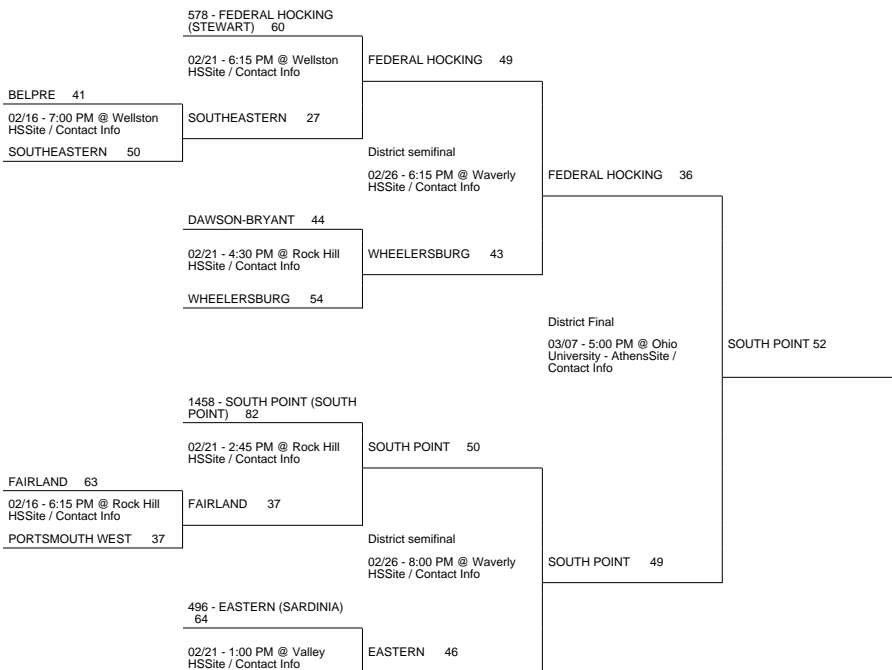 578 - FEDERAL HOCKING
(STEWART) 60
02/21 - 6:15 PM @ Wellston
HSSite / Contact Info
FEDERAL HOCKING 49
BELPRE 41
02/16 - 7:00 PM @ Wellston
HSSite / Contact Info
SOUTHEASTERN 27
SOUTHEASTERN 50
District semifinal
02/26 - 6:15 PM @ Waverly
HSSite / Contact Info
FEDERAL HOCKING 36
DAWSON-BRYANT 44
02/21 - 4:30 PM @ Rock Hill
HSSite / Contact Info
WHEELERSBURG 43
WHEELERSBURG 54
District Final
03/07 - 5:00 PM @ Ohio
University - AthensSite /
Contact Info
SOUTH POINT 52
1458 - SOUTH POINT (SOUTH
POINT) 82
02/21 - 2:45 PM @ Rock Hill
HSSite / Contact Info
SOUTH POINT 50
FAIRLAND 63
02/16 - 6:15 PM @ Rock Hill
HSSite / Contact Info
FAIRLAND 37
PORTSMOUTH WEST 37
District semifinal
02/26 - 8:00 PM @ Waverly
HSSite / Contact Info
SOUTH POINT 49
496 - EASTERN (SARDINIA)
64
02/21 - 1:00 PM @ Valley
HSSite / Contact Info
EASTERN 46